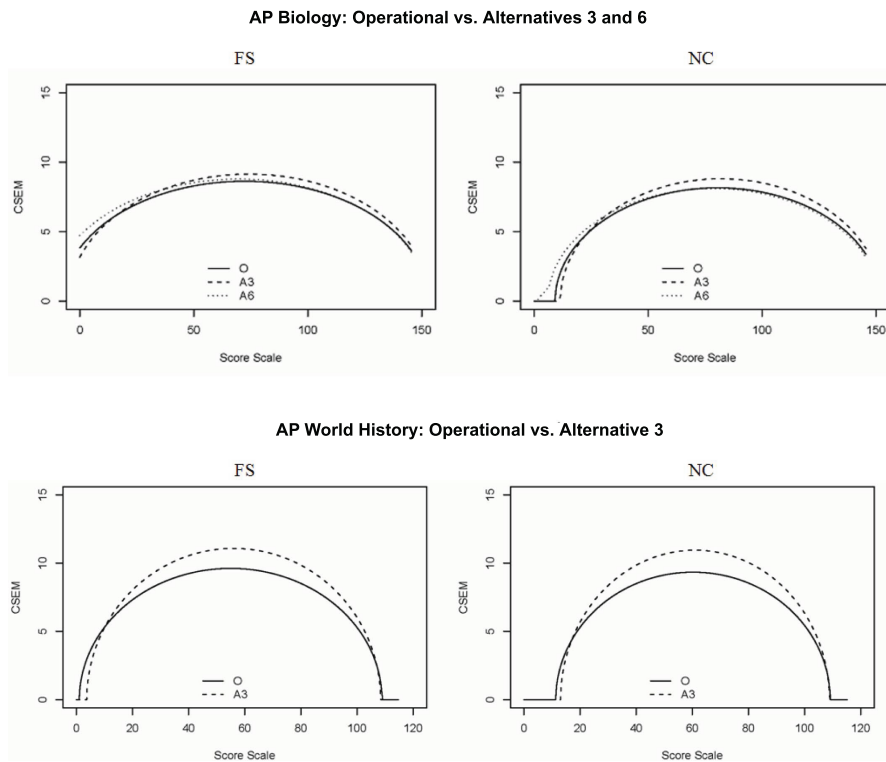 AP Biology: Operational vs. Alternatives 3 and 6
FS
NC
15
10
5
0
CSEM
O
A3
A6
0
50
100
150
Score Scale
15
10
5
0
CSEM
O
A3
A6
0
50
100
150
Score Scale
AP World History: Operational vs. Alternative 3
FS
NC
15
10
5
0
CSEM
O
A3
0
20
40
60
80
100
120
Score Scale
15
10
5
0
CSEM
O
A3
0
20
40
60
80
100
120
Score Scale